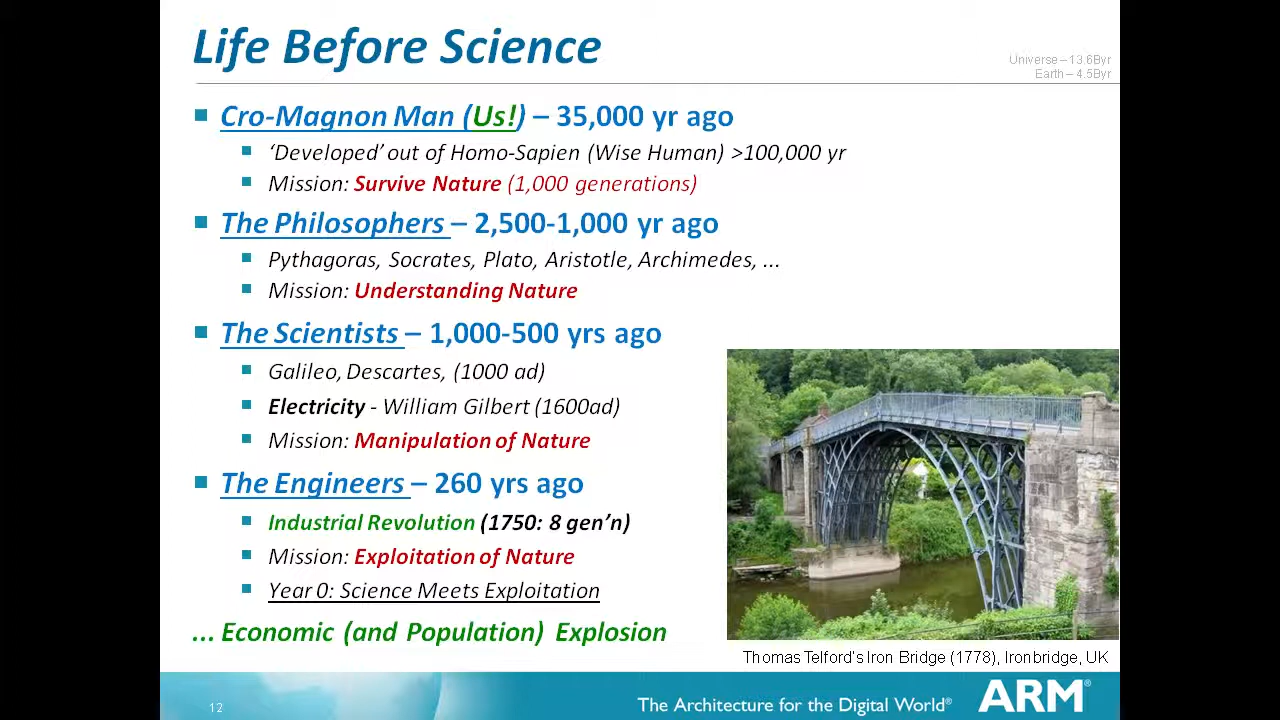 Life Before Science
Universe – 13.6Byr
Earth – 4.5Byr
Cro-Magnon Man (Us!) – 35,000 yr ago
‘Developed’ out of Homo-Sapien (Wise Human) >100,000 yr
Mission: Survive Nature (1,000 generations)
The Philosophers – 2,500-1,000 yr ago
Pythagoras, Socrates, Plato, Aristotle, Archimedes, ...
Mission: Understanding Nature
The Scientists – 1,000-500 yrs ago
Galileo, Descartes, (1000 ad)
Electricity - William Gilbert (1600ad)
Mission: Manipulation of Nature
The Engineers – 260 yrs ago
Industrial Revolution (1750: 8 gen’n)
Mission: Exploitation of Nature
Year 0: Science Meets Exploitation
... Economic (and Population) Explosion
Thomas Telford’s Iron Bridge (1778), Ironbridge, UK
12
The Architecture for the Digital World®
ARM®